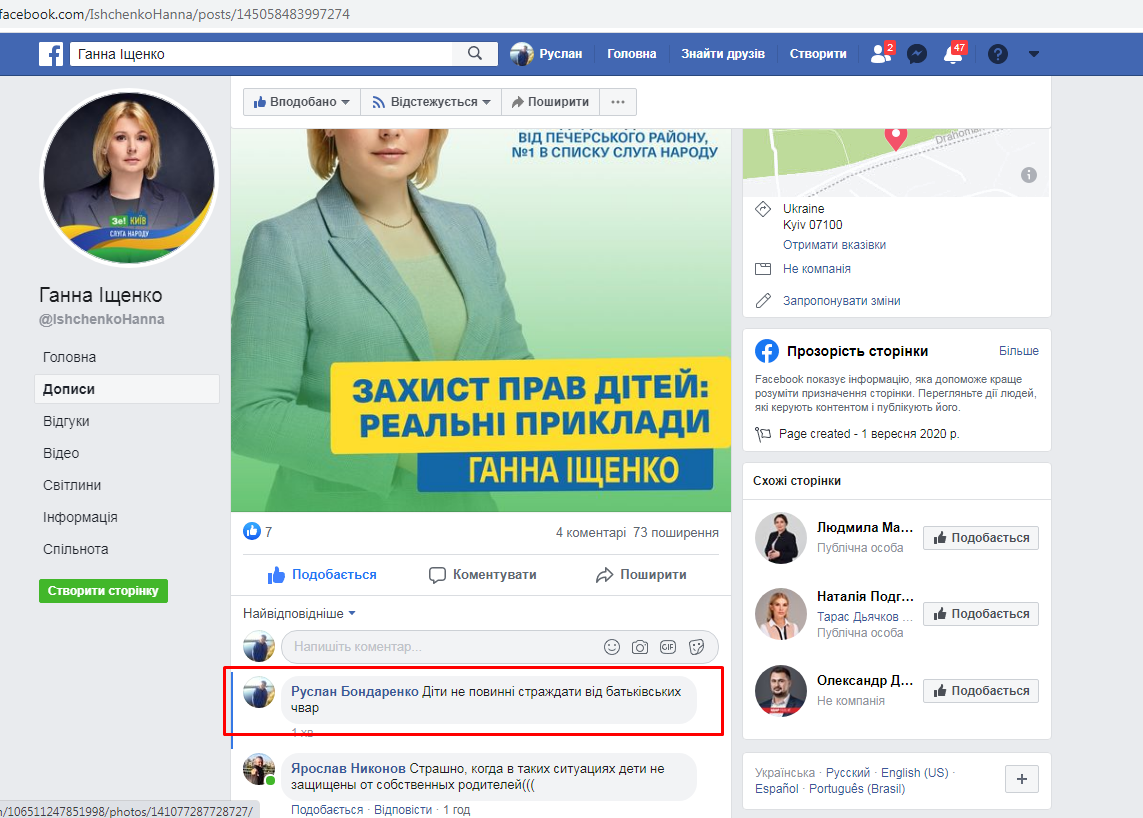 facebook.com/IshchenkoHanna/posts/145058483997274
Ганна Іщенко
Руслан
Головна
Знайти друзів
Створити
2
47
Зе! КИЇВ
СЛУГА НАРОДУ
Ганна Іщенко
@IshchenkoHanna
Головна
Дописи
Відгуки
Відео
Світлини
Інформація
Спільнота
Створити сторінку
Вподобано
Відстежується
Поширити
ВІД ПЕЧЕРСЬКОГО РАЙОНУ,
№1 В СПИСКУ СЛУГА НАРОДУ
ЗАХИСТ ПРАВ ДІТЕЙ:
РЕАЛЬНІ ПРИКЛАДИ
ГАННА ІЩЕНКО
7
4 коментарі 73 поширення
Подобається
Коментувати
Поширити
Найвідповідніше
Напишіть коментар...
GIF
Руслан Бондаренко Діти не повинні страждати від батьківських
чвар
1 хв
Ярослав Никонов Страшно, когда в таких ситуациях дети не
защищены от собственных родителей(((
Подобається · Відповісти · 1 год
/106511247851998/photos/141077287728727/
Ukraine
Kyiv 07100
Отримати вказівки
Не компанія
Запропонувати зміни
Прозорість сторінки
Більше
Facebook показує інформацію, яка допоможе краще
розуміти призначення сторінки. Перегляньте дії людей,
які керують контентом і публікують його.
Page created - 1 вересня 2020 р.
Схожі сторінки
Людмила Ма...
Публічна особа
Подобається
Наталія Подг...
Тарас Дьячков ...
Публічна особа
Подобається
Олександр Д...
Не компанія
Подобається
Українська · Русский · English (US) ·
Español · Português (Brasil)